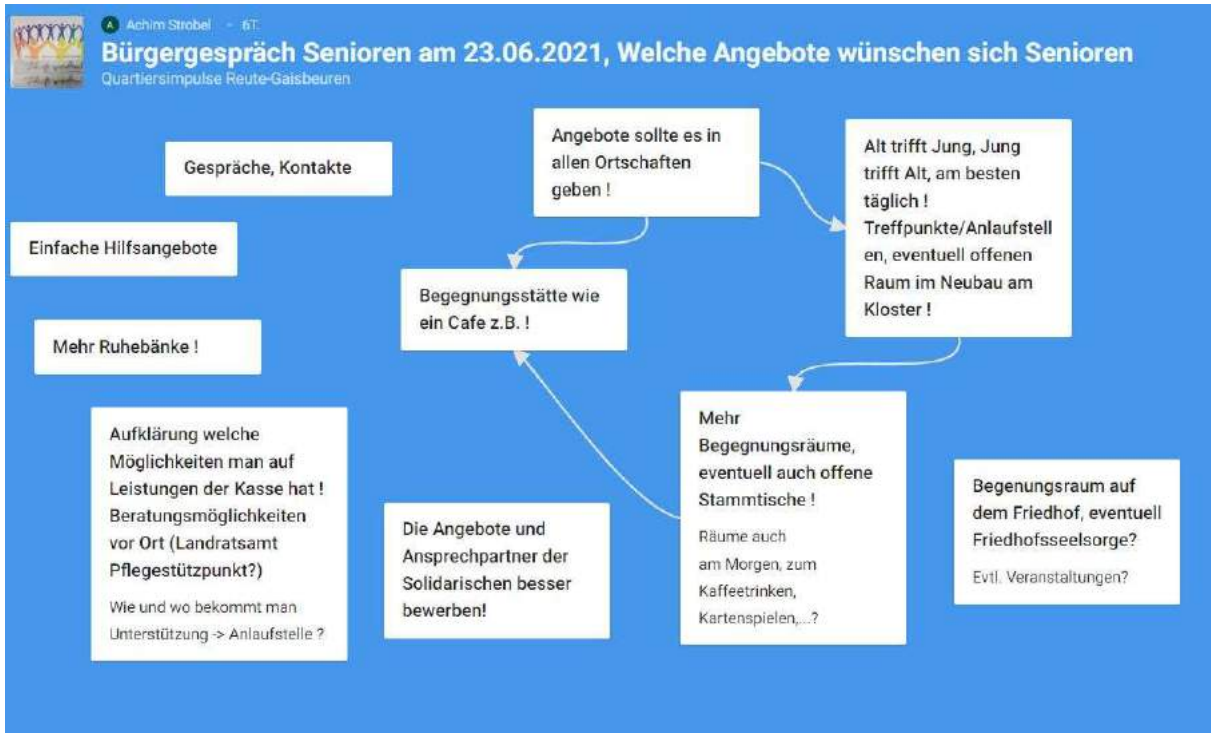 A Achim Strobel - 6T.
Bürgergespräch Senioren am 23.06.2021, Welche Angebote wünschen sich Senioren
Quartiersimpulse Reute-Gaisbeuren
Gespräche, Kontakte
Angebote sollte es in
allen Ortschaften
geben !
Alt trifft Jung, Jung
trifft Alt, am besten
täglich !
Treffpunkte/Anlaufstell
en, eventuell offenen
Raum im Neubau am
Kloster !
Einfache Hilfsangebote
Begegnungsstätte wie
ein Cafe z.B. !
Mehr Ruhebänke !
Aufklärung welche
Möglichkeiten man auf
Leistungen der Kasse hat !
Beratungsmöglichkeiten
vor Ort (Landratsamt
Pflegestützpunkt?)
Wie und wo bekommt man
Unterstützung -> Anlaufstelle ?
Die Angebote und
Ansprechpartner der
Solidarischen besser
bewerben!
Mehr
Begegnungsräume,
eventuell auch offene
Stammtische !
Räume auch
am Morgen, zum
Kaffeetrinken,
Kartenspielen,...?
Begenungsraum auf
dem Friedhof, eventuell
Friedhofsseelsorge?
Evtl. Veranstaltungen?